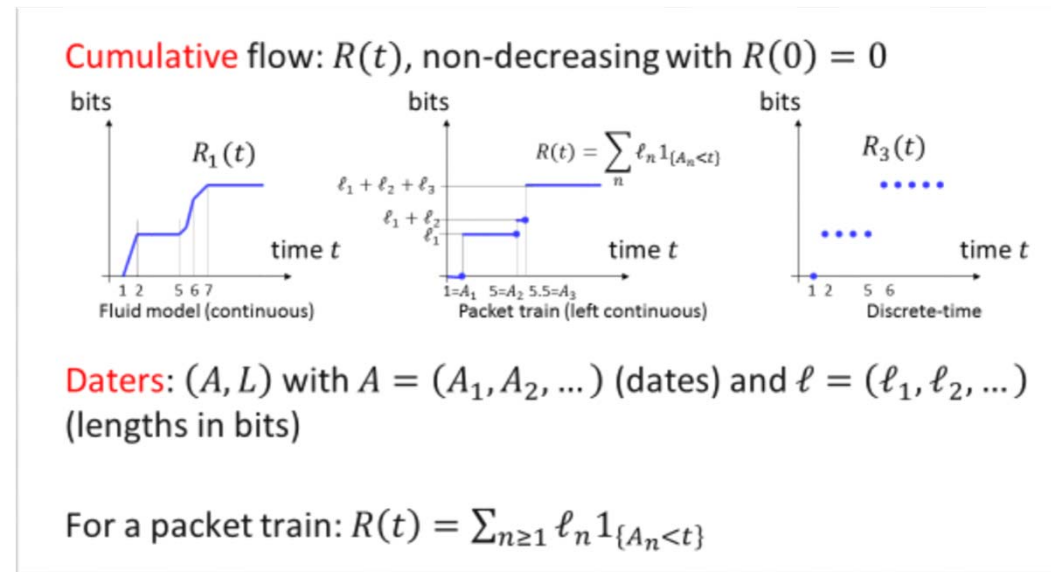 Cumulative flow: R(t), non-decreasing with R(0) = 0
bits
bits
bits
R₁(t)
R(t) = ∑ₙ ℓₙ1_{Aₙ<t}
R₃(t)
ℓ₁ + ℓ₂ + ℓ₃
ℓ₁ + ℓ₂
ℓ₁
time t
time t
time t
1 2 5 6 7
1=A₁ 5=A₂ 5.5=A₃
1 2 5 6
Fluid model (continuous)
Packet train (left continuous)
Discrete-time
Daters: (A, L) with A = (A₁, A₂, ...) (dates) and ℓ = (ℓ₁, ℓ₂, ...)
(lengths in bits)
For a packet train: R(t) = ∑ₙ≥₁ ℓₙ1_{Aₙ<t}